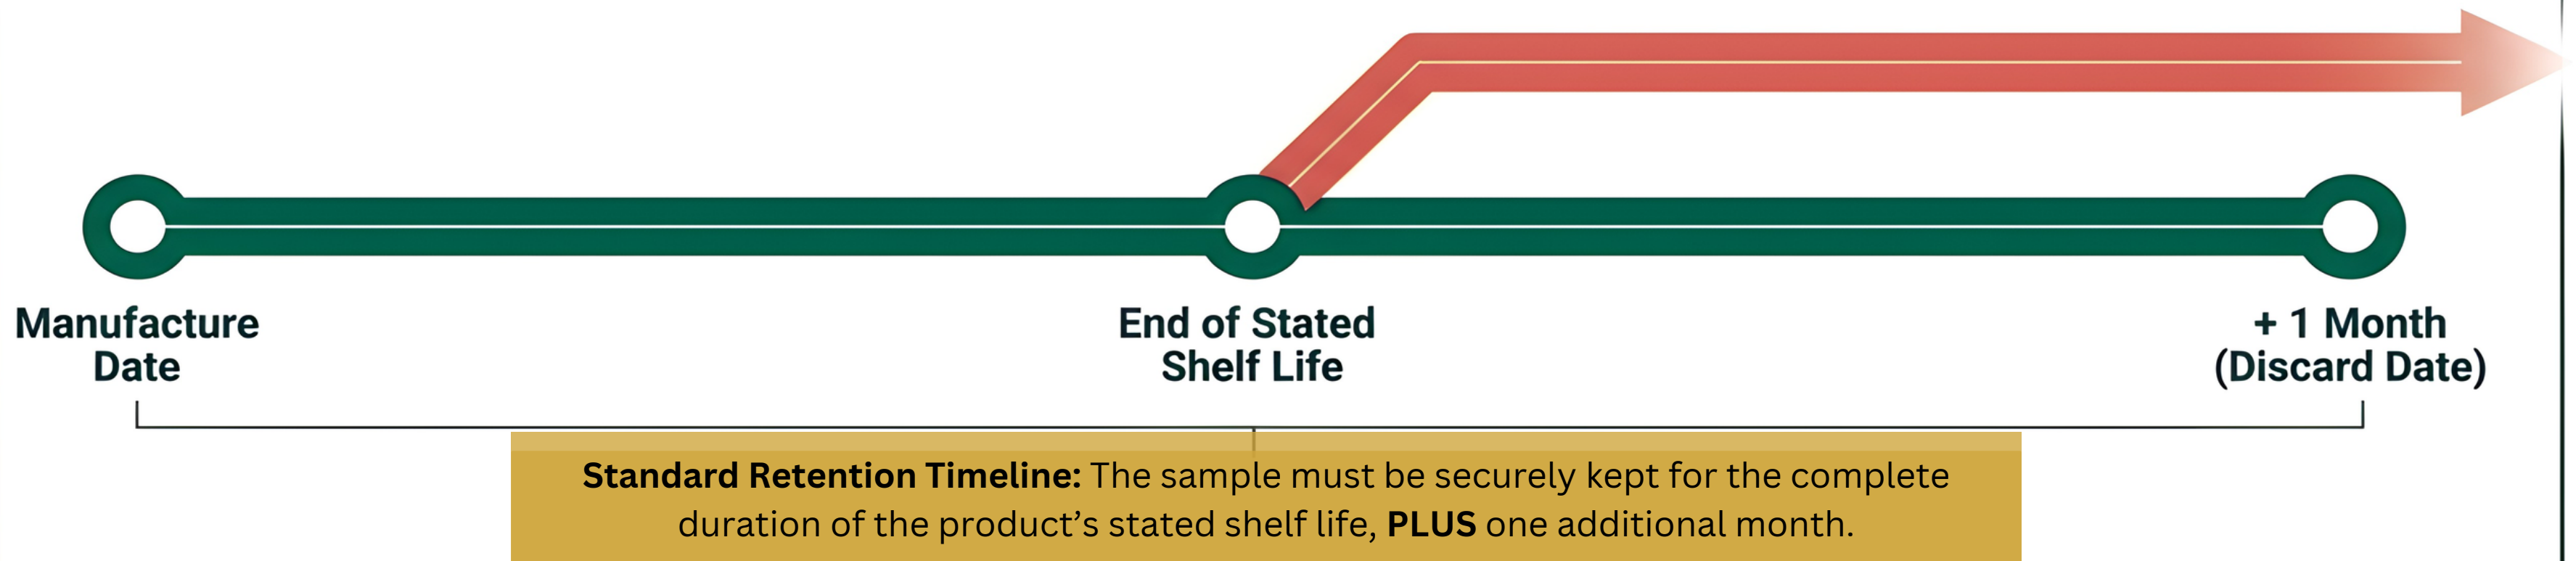 Manufacture
Date
End of Stated
Shelf Life
+ 1 Month
(Discard Date)
Standard Retention Timeline: The sample must be securely kept for the complete
duration of the product’s stated shelf life, PLUS one additional month.